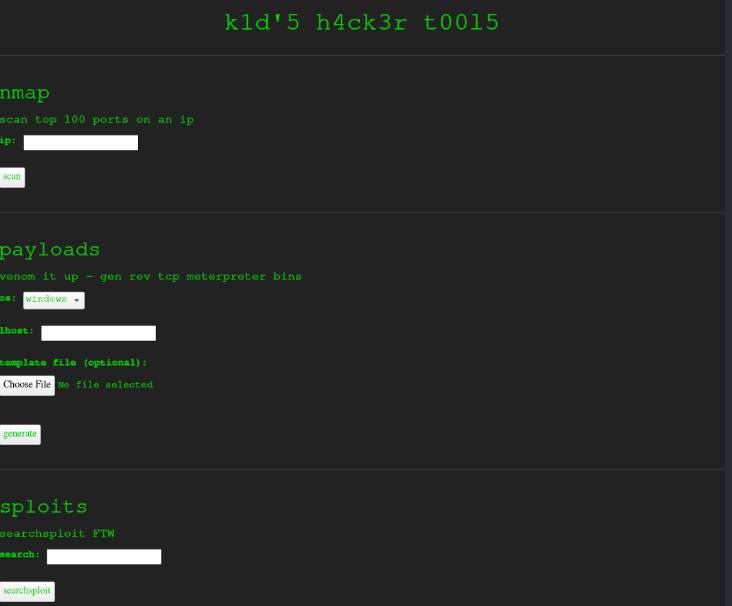 k1d'5 h4ck3r t00l5
nmap
scan top 100 ports on an ip
ip:
scan
payloads
venom it up - gen rev tcp meterpreter bins
os: windows
lhost:
template file (optional):
Choose File No file selected
generate
sploits
searchsploit FTW
search:
searchsploit